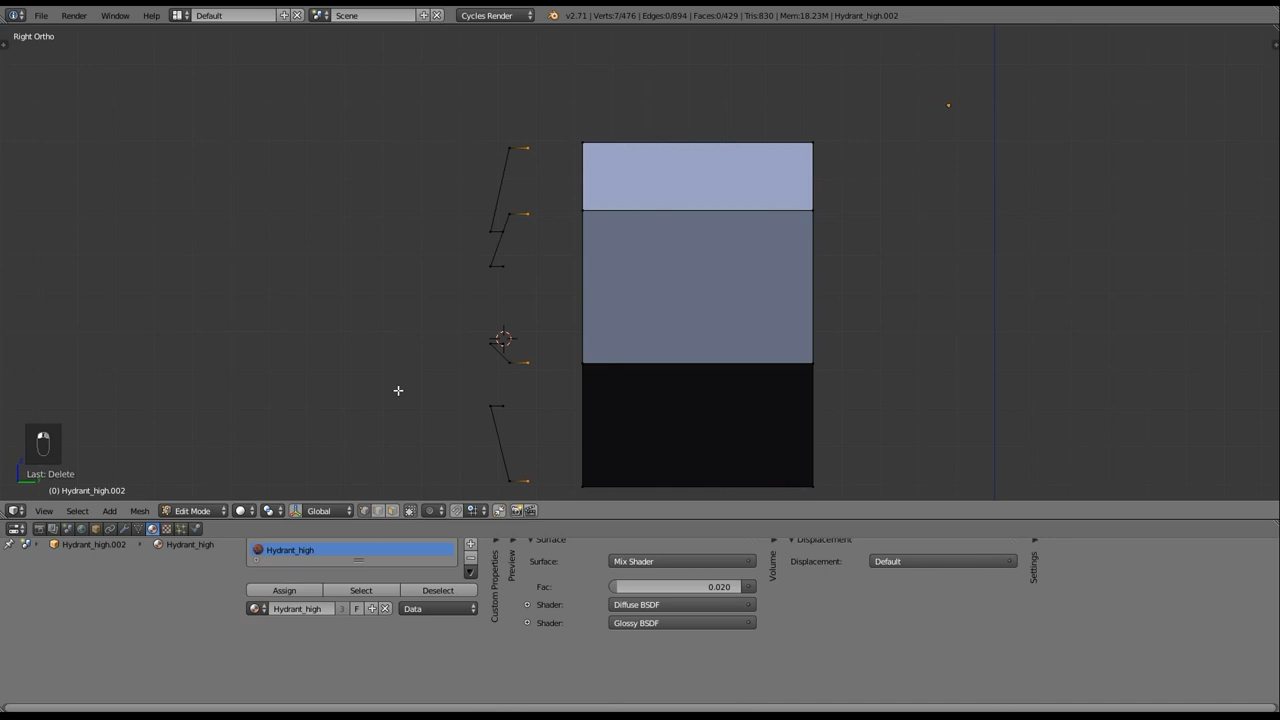 File Render Window Help Default Scene Cycles Render v2.71 | Verts:7/476 | Edges:0/894 | Faces:0/429 | Tris:830 | Mem:18.23M | Hydrant_high.002
Right Ortho
Last: Delete
(0) Hydrant_high.002
View Select Add Mesh Edit Mode Global
Hydrant_high.002 Hydrant_high
Hydrant_high
Assign Select Deselect
Hydrant_high 3 F Data
Custom Properties
Preview
Surface
Surface: Mix Shader
Fac: 0.020
Shader: Diffuse BSDF
Shader: Glossy BSDF
Volume
Displacement
Displacement: Default
Settings